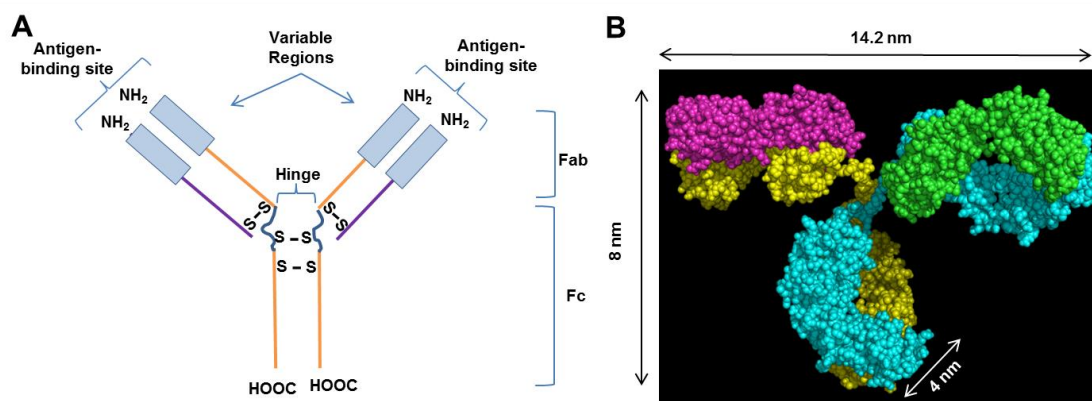 A
Antigen-
binding site
Variable
Regions
Antigen-
binding site
NH2
NH2
NH2
NH2
Fab
Hinge
S-S
S-S
S – S
S – S
Fc
HOOC
HOOC
B
14.2 nm
8 nm
4 nm